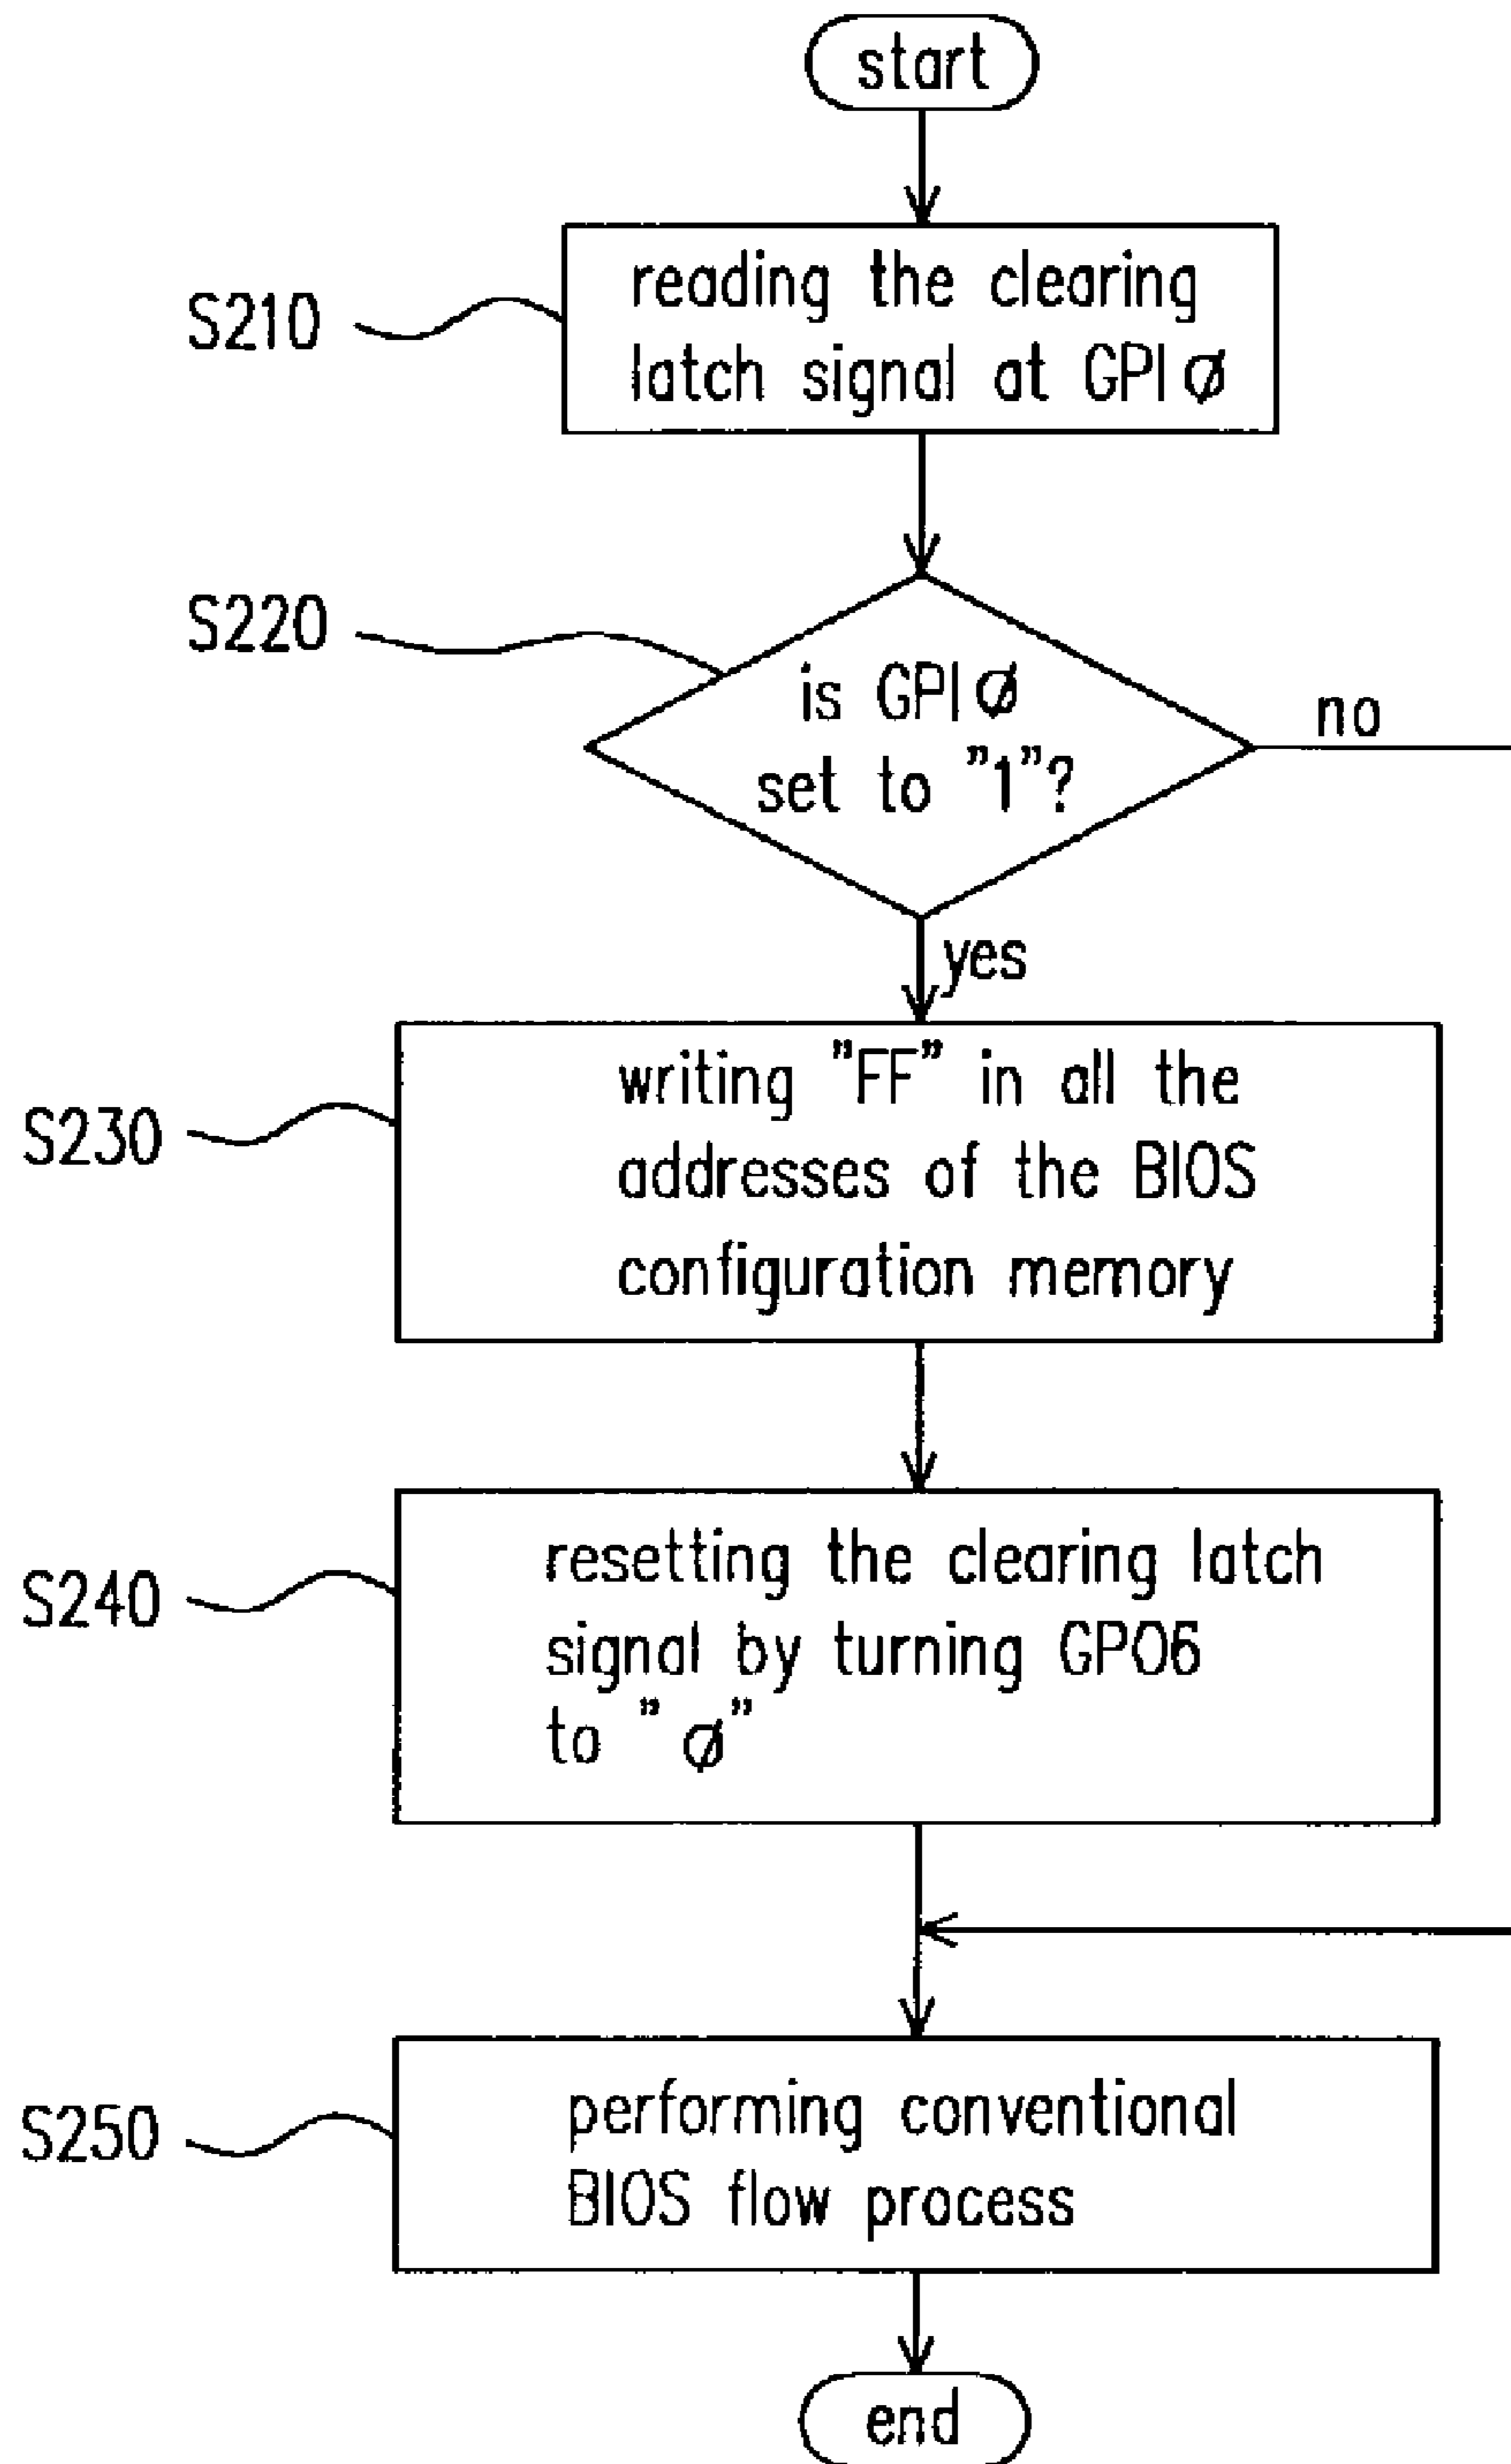 start
S210
reading the clearing
latch signal at GPI Ø
S220
is GPI Ø
set to "1"?
no
yes
S230
writing "FF" in all the
addresses of the BIOS
configuration memory
S240
resetting the clearing latch
signal by turning GPO6
to " Ø"
S250
performing conventional
BIOS flow process
end